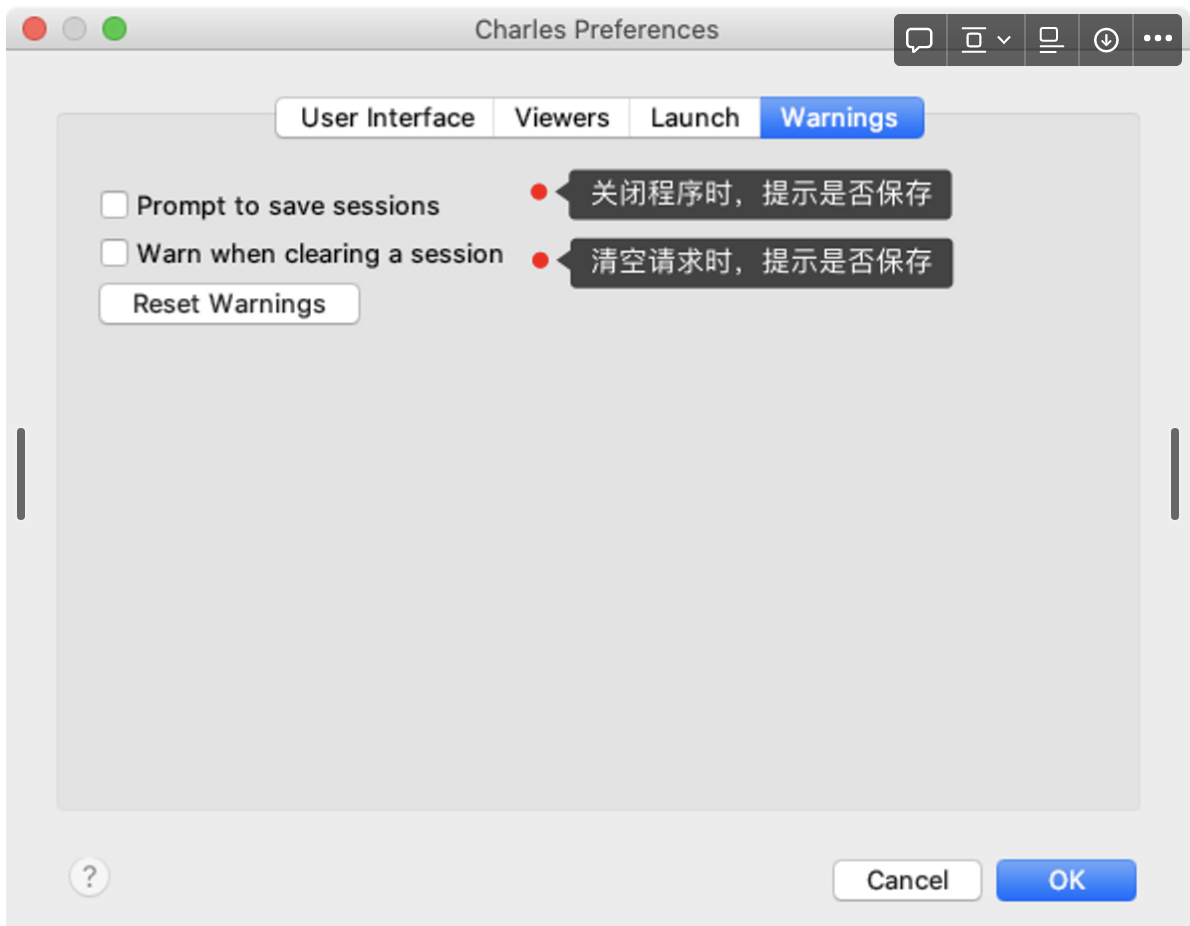 Charles Preferences
User Interface
Viewers
Launch
Warnings
Prompt to save sessions
关闭程序时，提示是否保存
Warn when clearing a session
清空请求时，提示是否保存
Reset Warnings
?
Cancel
OK